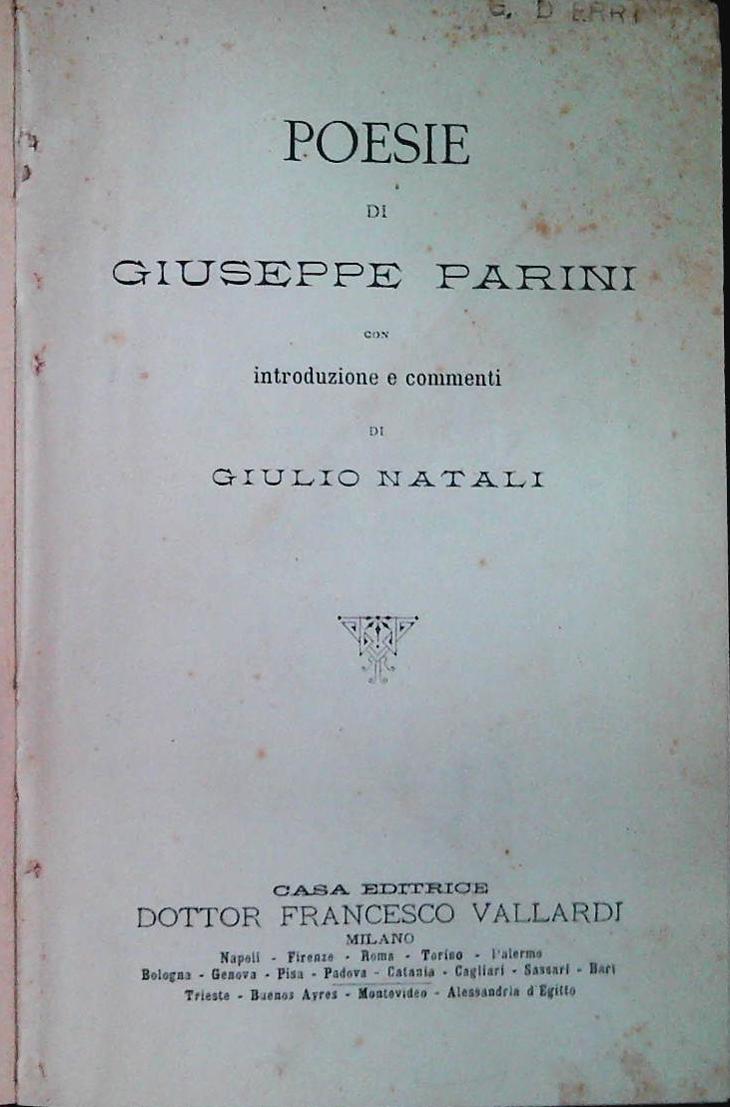 POESIE
DI
GIUSEPPE PARINI
CON
introduzione e commenti
DI
GIULIO NATALI
CASA EDITRICE
DOTTOR FRANCESCO VALLARDI
MILANO
Napoli - Firenze - Roma - Torino - Palermo
Bologna - Genova - Pisa - Padova - Catania - Cagliari - Sassari - Bari
Trieste - Buenos Ayres - Montevideo - Alessandria d'Egitto